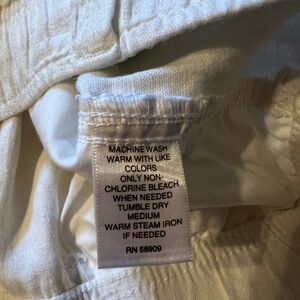 MACHINE WASH
WARM WITH LIKE
COLORS
ONLY NON-
CHLORINE BLEACH
WHEN NEEDED
TUMBLE DRY
MEDIUM
WARM STEAM IRON
IF NEEDED
RN 58909